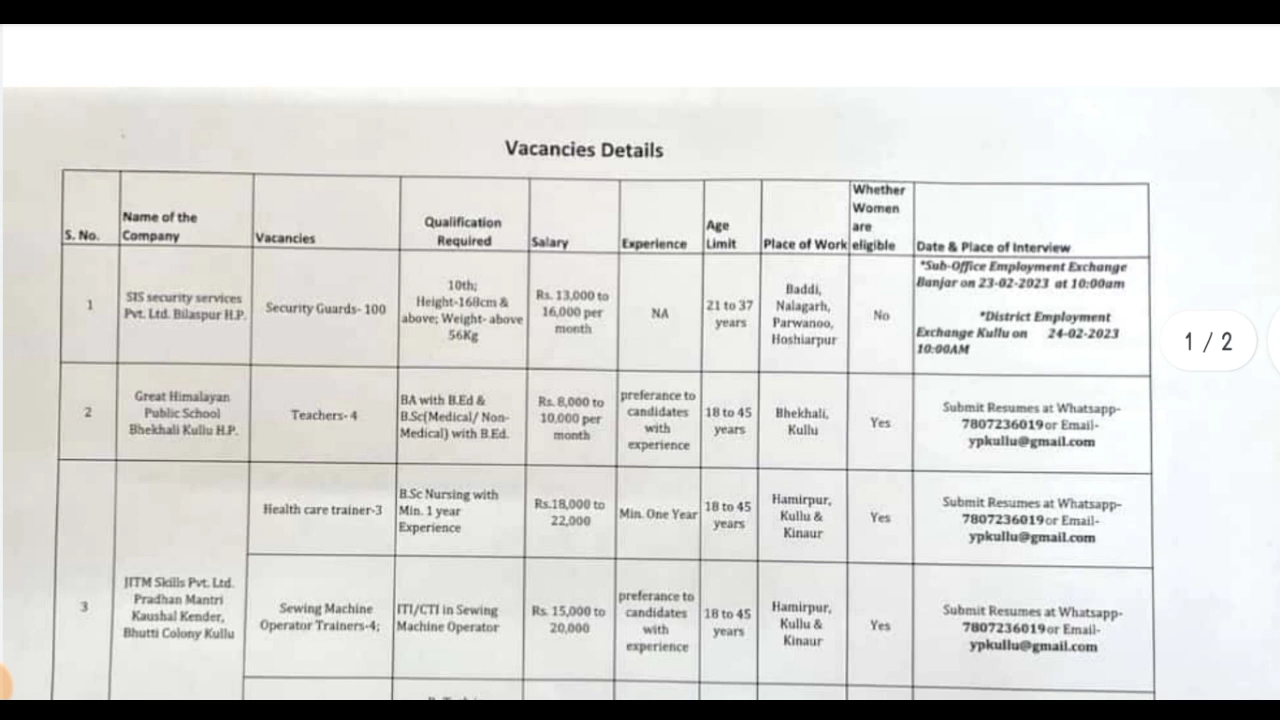 Vacancies Details
S. No.
Name of the
Company
Vacancies
Qualification
Required
Salary
Experience
Age
Limit
Place of Work
Whether
Women
are
eligible
Date & Place of Interview
1
SIS security services
Pvt. Ltd. Bilaspur H.P.
Security Guards- 100
10th;
Height-168cm &
above; Weight- above
56Kg
Rs. 13,000 to
16,000 per
month
NA
21 to 37
years
Baddi,
Nalagarh,
Parwanoo,
Hoshiarpur
No
*Sub-Office Employment Exchange
Banjar on 23-02-2023 at 10:00am
*District Employment
Exchange Kullu on 24-02-2023
10:00AM
2
Great Himalayan
Public School
Bhekhali Kullu H.P.
Teachers- 4
BA with B.Ed &
B.Sc(Medical/ Non-
Medical) with B.Ed.
Rs. 8,000 to
10,000 per
month
preferance to
candidates
with
experience
18 to 45
years
Bhekhali,
Kullu
Yes
Submit Resumes at Whatsapp-
7807236019or Email-
ypkullu@gmail.com
3
JITM Skills Pvt. Ltd.
Pradhan Mantri
Kaushal Kender,
Bhutti Colony Kullu
Health care trainer-3
B.Sc Nursing with
Min. 1 year
Experience
Rs.18,000 to
22,000
Min. One Year
18 to 45
years
Hamirpur,
Kullu &
Kinaur
Yes
Submit Resumes at Whatsapp-
7807236019or Email-
ypkullu@gmail.com
Sewing Machine
Operator Trainers-4;
ITI/CTI in Sewing
Machine Operator
Rs. 15,000 to
20,000
preferance to
candidates
with
experience
18 to 45
years
Hamirpur,
Kullu &
Kinaur
Yes
Submit Resumes at Whatsapp-
7807236019or Email-
ypkullu@gmail.com
1 / 2